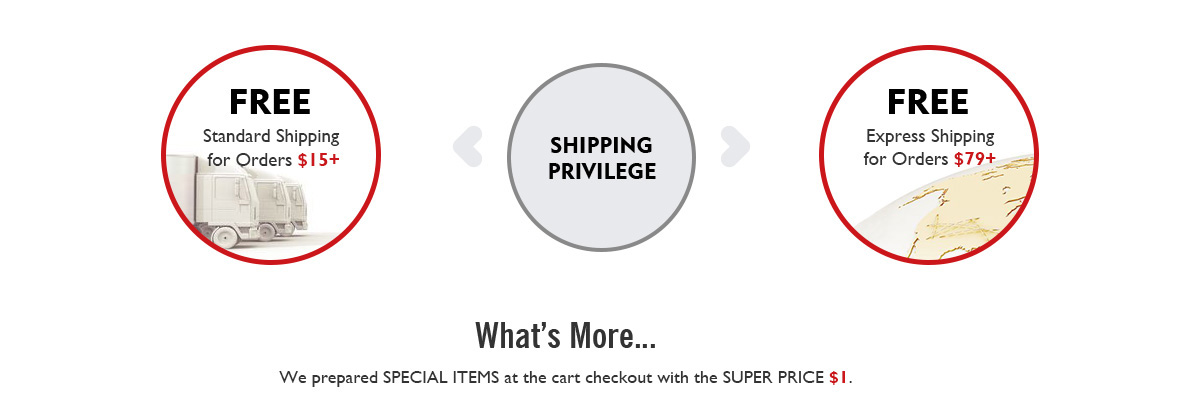 FREE
Standard Shipping
for Orders $15+
SHIPPING
PRIVILEGE
FREE
Express Shipping
for Orders $79+
What's More...
We prepared SPECIAL ITEMS at the cart checkout with the SUPER PRICE $1.